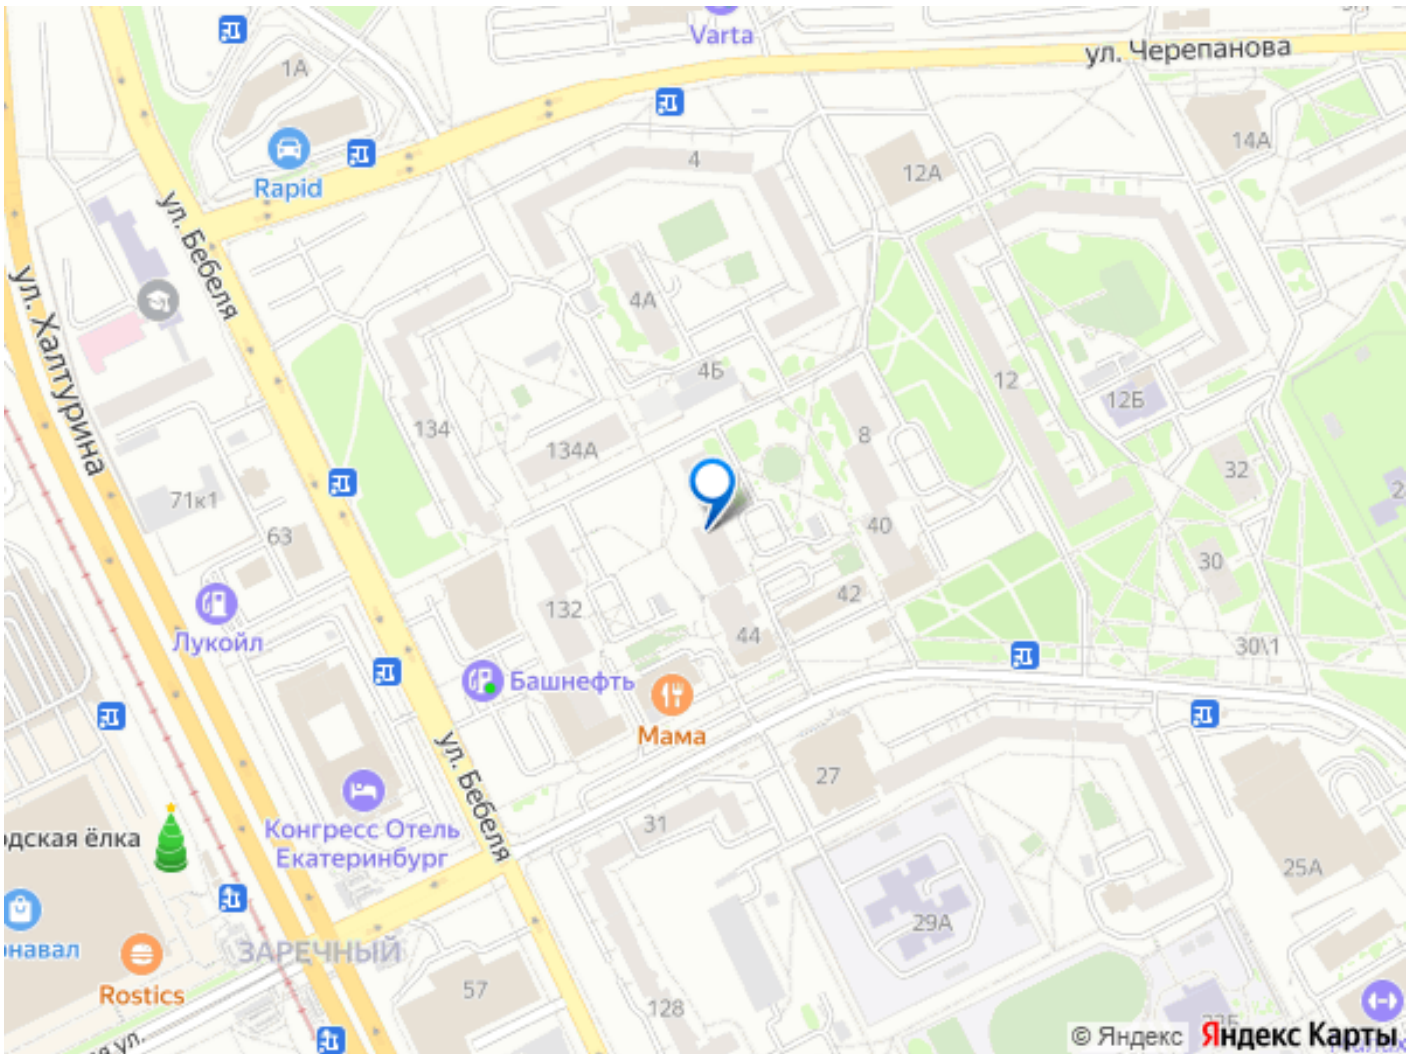 Varta
ул. Черепанова
1А
14А
4
12А
Rapid
ул. Бебеля
ул. Халтурина
4А
4Б
12
12Б
134
134А
8
32
71к1
63
40
30
132
42
44
30\1
Лукойл
Башнефть
Мама
ул. Бебеля
27
31
Конгресс Отель
Екатеринбург
дская ёлка
25А
29А
навал
ЗАРЕЧНЫЙ
Rostics
57
128
ул.
© Яндекс
Яндекс Карты